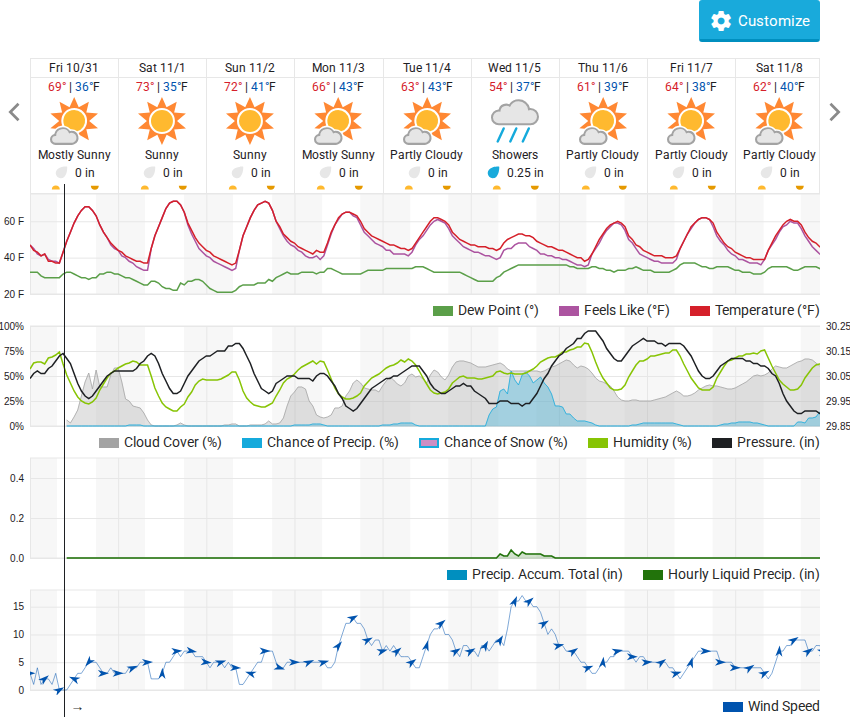 Customize
Fri 10/31 Sat 11/1 Sun 11/2 Mon 11/3 Tue 11/4 Wed 11/5 Thu 11/6 Fri 11/7 Sat 11/8
69° | 36°F 73° | 35°F 72° | 41°F 66° | 43°F 63° | 43°F 54° | 37°F 61° | 39°F 64° | 38°F 62° | 40°F
Mostly Sunny Sunny Sunny Mostly Sunny Partly Cloudy Showers Partly Cloudy Partly Cloudy Partly Cloudy
0 in 0 in 0 in 0 in 0 in 0.25 in 0 in 0 in 0 in
60 F
40 F
20 F
Dew Point (°) Feels Like (°F) Temperature (°F)
100% 30.25
75% 30.15
50% 30.05
25% 29.95
0% 29.85
Cloud Cover (%) Chance of Precip. (%) Chance of Snow (%) Humidity (%) Pressure. (in)
0.4
0.2
0.0
Precip. Accum. Total (in) Hourly Liquid Precip. (in)
15
10
5
0
→ Wind Speed